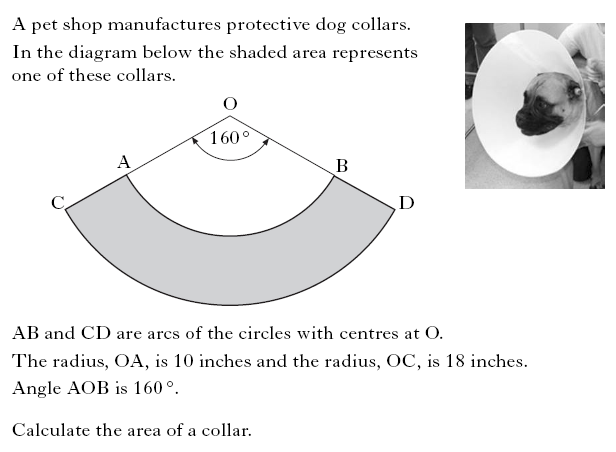 A pet shop manufactures protective dog collars.
In the diagram below the shaded area represents
one of these collars.
O
160°
A
B
C
D
AB and CD are arcs of the circles with centres at O.
The radius, OA, is 10 inches and the radius, OC, is 18 inches.
Angle AOB is 160°.
Calculate the area of a collar.